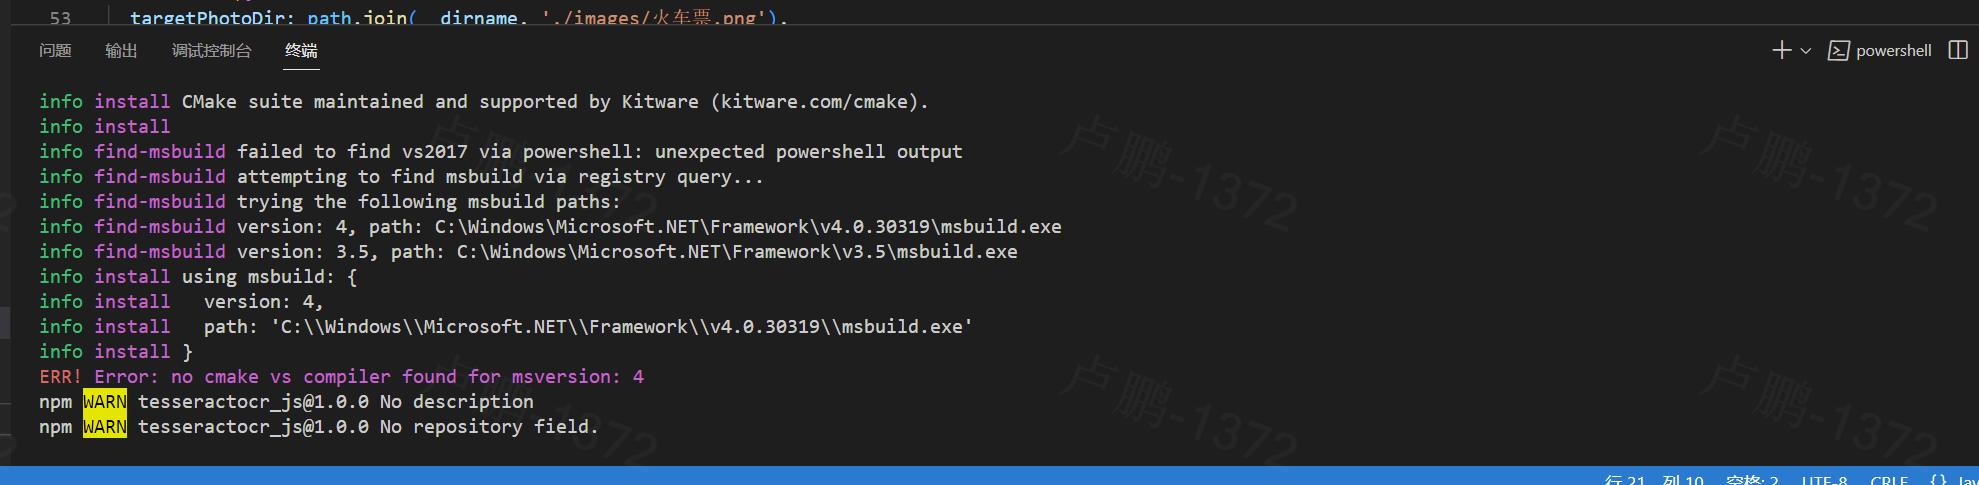 53 targetPhotoDir: path.join(__dirname, './images/火车票.png'),
问题 输出 调试控制台 终端 powershell
info install CMake suite maintained and supported by Kitware (kitware.com/cmake).
info install
info find-msbuild failed to find vs2017 via powershell: unexpected powershell output
info find-msbuild attempting to find msbuild via registry query...
info find-msbuild trying the following msbuild paths:
info find-msbuild version: 4, path: C:\Windows\Microsoft.NET\Framework\v4.0.30319\msbuild.exe
info find-msbuild version: 3.5, path: C:\Windows\Microsoft.NET\Framework\v3.5\msbuild.exe
info install using msbuild: {
info install   version: 4,
info install   path: 'C:\\Windows\\Microsoft.NET\\Framework\\v4.0.30319\\msbuild.exe'
info install }
ERR! Error: no cmake vs compiler found for msversion: 4
npm WARN tesseractocr_js@1.0.0 No description
npm WARN tesseractocr_js@1.0.0 No repository field.
行 21, 列 10 空格: 2 UTF-8 CRLF {} Jav
卢鹏-1372
卢鹏-1372
卢鹏-1372
卢鹏-1372
卢鹏-1372
卢鹏-1372